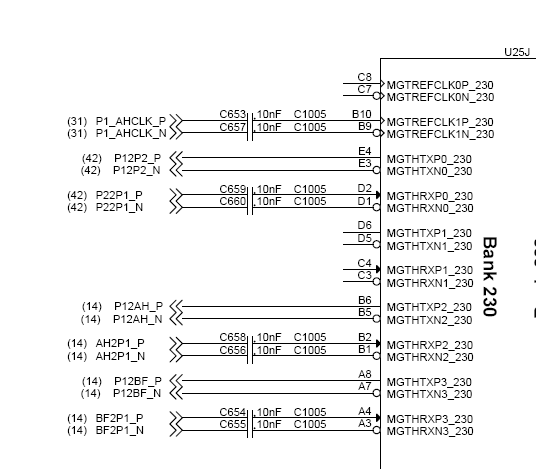 U25J
C8 MGTREFCLK0P_230
C7 MGTREFCLK0N_230
(31) P1_AHCLK_P C653 .10nF C1005 B10 MGTREFCLK1P_230
(31) P1_AHCLK_N C657 .10nF C1005 B9 MGTREFCLK1N_230
(42) P12P2_P E4 MGTHTXP0_230
(42) P12P2_N E3 MGTHTXN0_230
(42) P22P1_P C659 .10nF C1005 D2 MGTHRXP0_230
(42) P22P1_N C660 .10nF C1005 D1 MGTHRXN0_230
D6 MGTHTXP1_230
D5 MGTHTXN1_230
C4 MGTHRXP1_230
C3 MGTHRXN1_230
Bank 230
(14) P12AH_P B6 MGTHTXP2_230
(14) P12AH_N B5 MGTHTXN2_230
(14) AH2P1_P C658 .10nF C1005 B2 MGTHRXP2_230
(14) AH2P1_N C656 .10nF C1005 B1 MGTHRXN2_230
(14) P12BF_P A8 MGTHTXP3_230
(14) P12BF_N A7 MGTHTXN3_230
(14) BF2P1_P C654 .10nF C1005 A4 MGTHRXP3_230
(14) BF2P1_N C655 .10nF C1005 A3 MGTHRXN3_230